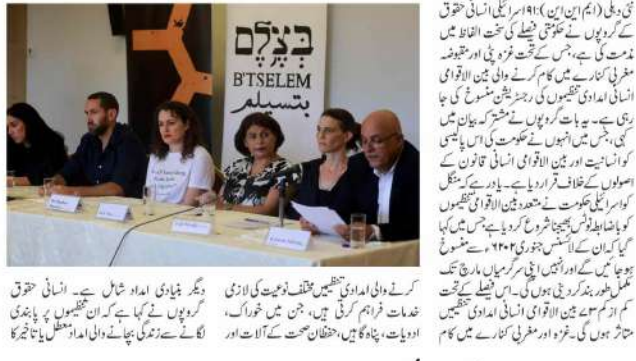 בצלם
B'TSELEM
بتسيلم
نئی دہلی (ایم این این): ۱۹/ اسرائیلی انسانی حقوق
کے گروپوں نے حکومتی فیصلے کی سخت الفاظ میں
مذمت کی ہے، جس کے تحت غزہ پٹی اور مقبوضہ
مغربی کنارے میں کام کرنے والی بین الاقوامی
انسانی امدادی تنظیموں کی رجسٹریشن منسوخ کی جا
رہی ہے۔ یہ بات گروپوں نے مشترکہ بیان میں
کہی، جس میں انہوں نے حکومت کی اس پالیسی
کو انسانیت اور بین الاقوامی انسانی قانون کے
اصولوں کے خلاف قرار دیا ہے۔ یاد رہے کہ منگل
کو اسرائیلی حکومت نے متعدد بین الاقوامی تنظیموں
کو باضابطہ نوٹس بھیجنا شروع کر دیا ہے جس میں کہا
گیا کہ ان کے لائسنس جنوری ۲۰۲۶ء سے منسوخ
ہو جائیں گے اور انہیں اپنی سرگرمیاں مارچ تک
مکمل طور بند کر دینی ہوں گی۔ اس فیصلے کے تحت
کم از کم ۳۷ بین الاقوامی انسانی امدادی تنظیمیں
متاثر ہوں گی۔ غزہ اور مغربی کنارے میں کام
کرنے والی امدادی تنظیمیں مختلف نوعیت کی لازمی
خدمات فراہم کرتی ہیں، جن میں خوراک،
ادویات، پناہ گاہیں، حفظان صحت کے آلات اور
دیگر بنیادی امداد شامل ہے۔ انسانی حقوق
گروپوں نے کہا ہے کہ ان تنظیموں پر پابندی
لگانے سے زندگی بچانے والی امداد معطل یا تاخیر کا